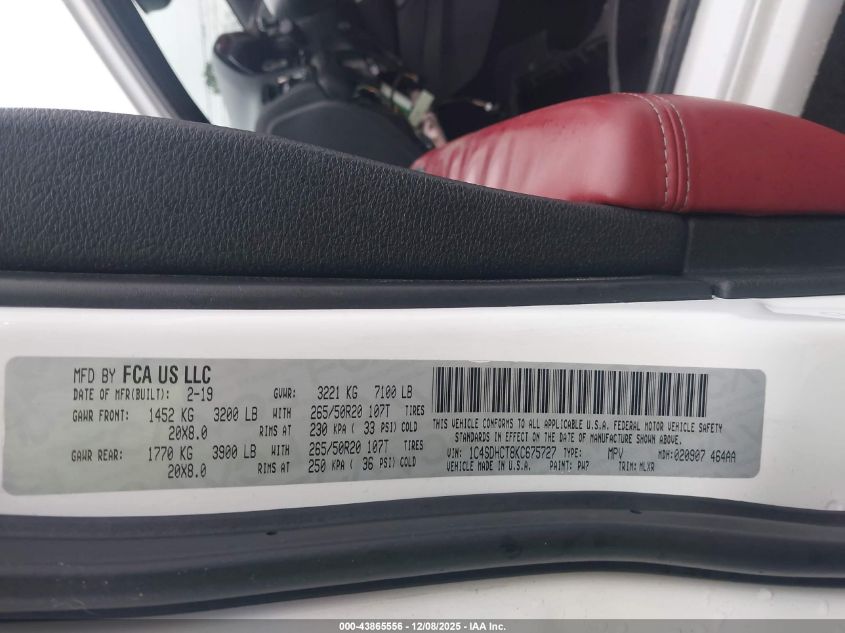 MFD BY FCA US LLC
DATE OF MFR(BUILT): 2-19 GVWR: 3221 KG 7100 LB
GAWR FRONT: 1452 KG 3200 LB WITH 265/50R20 107T TIRES
20X8.0 RIMS AT 230 KPA ( 33 PSI) COLD
GAWR REAR: 1770 KG 3900 LB WITH 265/50R20 107T TIRES
20X8.0 RIMS AT 250 KPA ( 36 PSI) COLD
THIS VEHICLE CONFORMS TO ALL APPLICABLE U.S.A. FEDERAL MOTOR VEHICLE SAFETY
STANDARDS IN EFFECT ON THE DATE OF MANUFACTURE SHOWN ABOVE.
VIN: 1C4SDHCT8KC675727 TYPE: MPV MDH: 020907 464AA
MADE IN U.S.A. PAINT: PW7 TRIM: MLXR
000-43865556 | 12/08/2025 - IAA Inc.